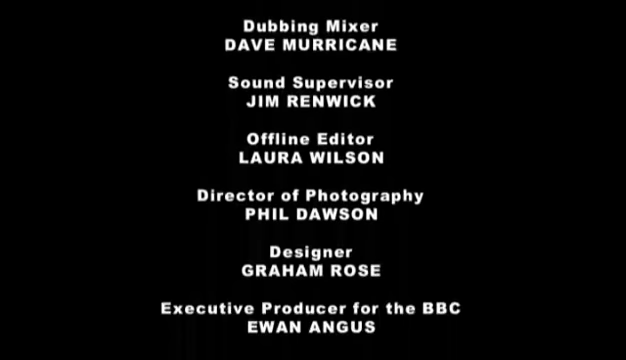 Dubbing Mixer
DAVE MURRICANE
Sound Supervisor
JIM RENWICK
Offline Editor
LAURA WILSON
Director of Photography
PHIL DAWSON
Designer
GRAHAM ROSE
Executive Producer for the BBC
EWAN ANGUS